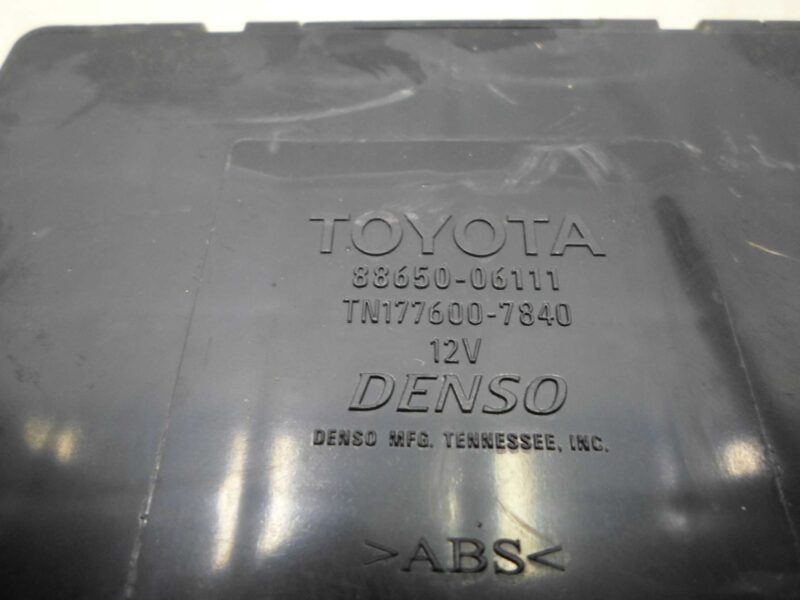 TOYOTA
88650-06111
TN177600-7840
12V
DENSO
DENSO MFG. TENNESSEE, INC.
>ABS<